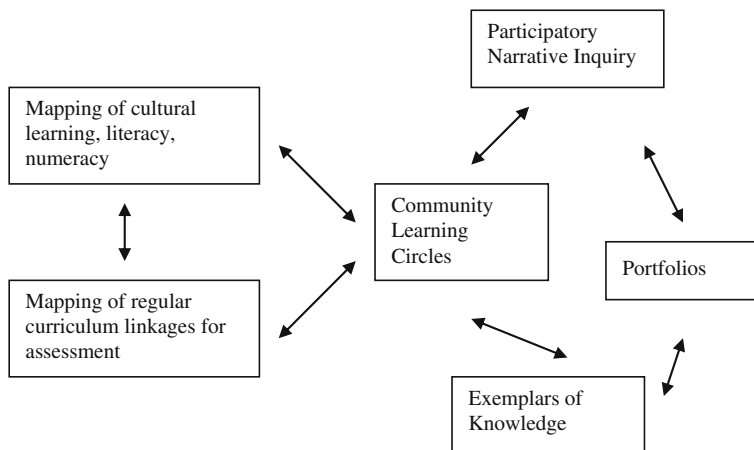 Participatory
Narrative Inquiry
Mapping of cultural
learning, literacy,
numeracy
Community
Learning
Circles
Portfolios
Mapping of regular
curriculum linkages for
assessment
Exemplars of
Knowledge